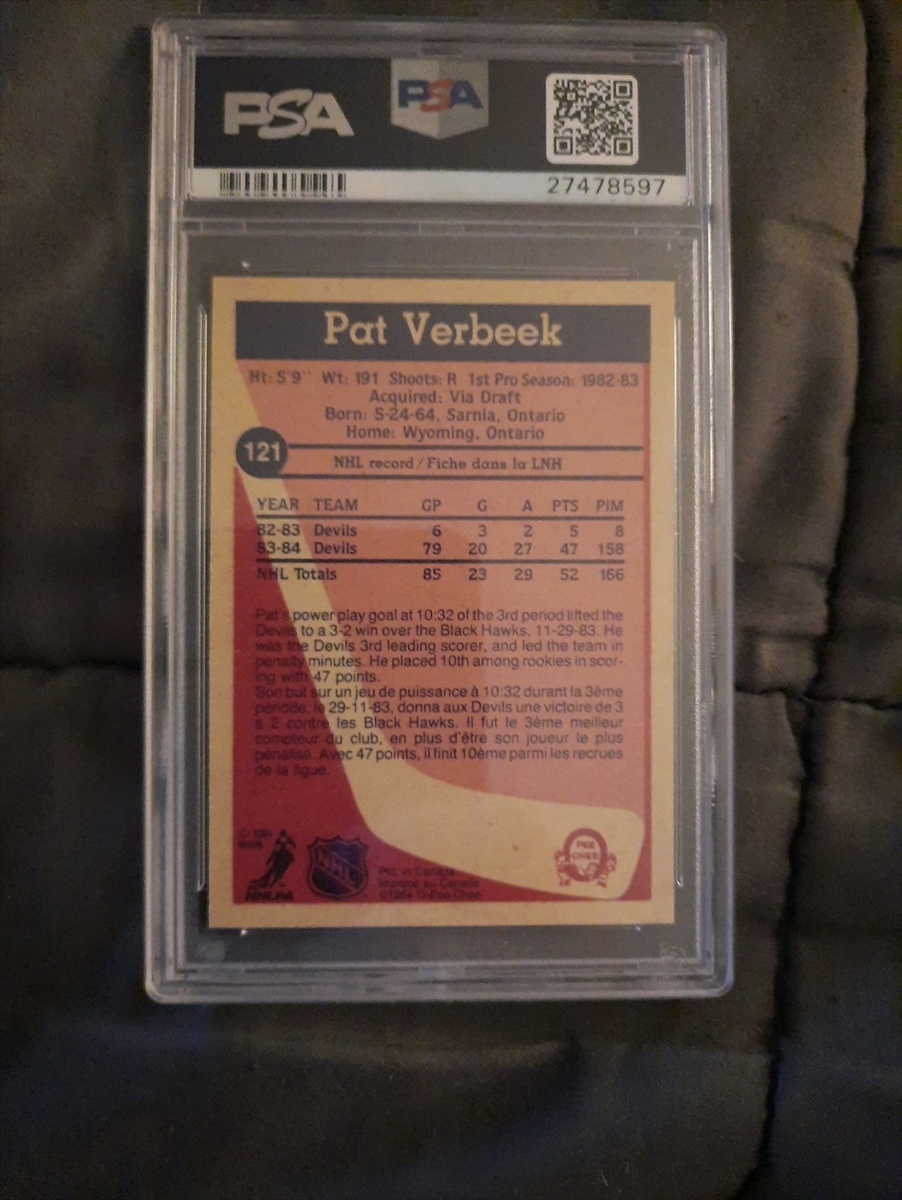 PSA
PSA
27478597
Pat Verbeek
Ht: 5'9'' Wt: 191 Shoots: R 1st Pro Season: 1982-83
Acquired: Via Draft
Born: 5-24-64, Sarnia, Ontario
Home: Wyoming, Ontario
121
NHL record / Fiche dans la LNH
YEAR TEAM GP G A PTS PIM
82-83 Devils 6 3 2 5 8
83-84 Devils 79 20 27 47 158
NHL Totals 85 23 29 52 166
Pat's power play goal at 10:32 of the 3rd period lifted the
Devils to a 3-2 win over the Black Hawks, 11-29-83. He
was the Devils 3rd leading scorer, and led the team in
penalty minutes. He placed 10th among rookies in scor-
ing with 47 points.
Son but sur un jeu de puissance à 10:32 durant la 3ème
période, le 29-11-83, donna aux Devils une victoire de 3
à 2 contre les Black Hawks. Il fut le 3ème meilleur
compteur du club, en plus d'être son joueur le plus
pénalisé. Avec 47 points, il finit 10ème parmi les recrues
de la ligue.
© 1984
NHLPA
NHL
Ptd. in Canada
Imprimé au Canada
©1984 O-Pee-Chee
PEE
CHEE